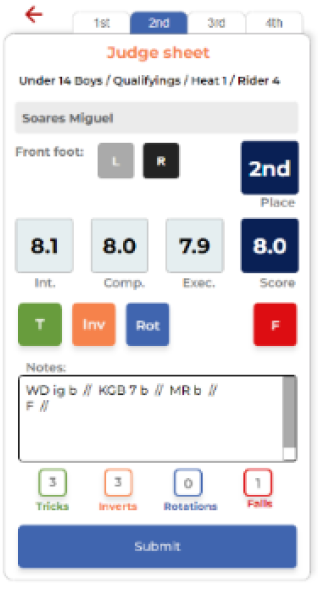 1st 2nd 3rd 4th
Judge sheet
Under 14 Boys / Qualifyings / Heat 1 / Rider 4
Soares Miguel
Front foot: L R
2nd
Place
8.1 8.0 7.9 8.0
Int. Comp. Exec. Score
T Inv Rot F
Notes:
WD ig b // KGB 7 b // MR b //
F //
3 3 0 1
Tricks Inverts Rotations Falls
Submit